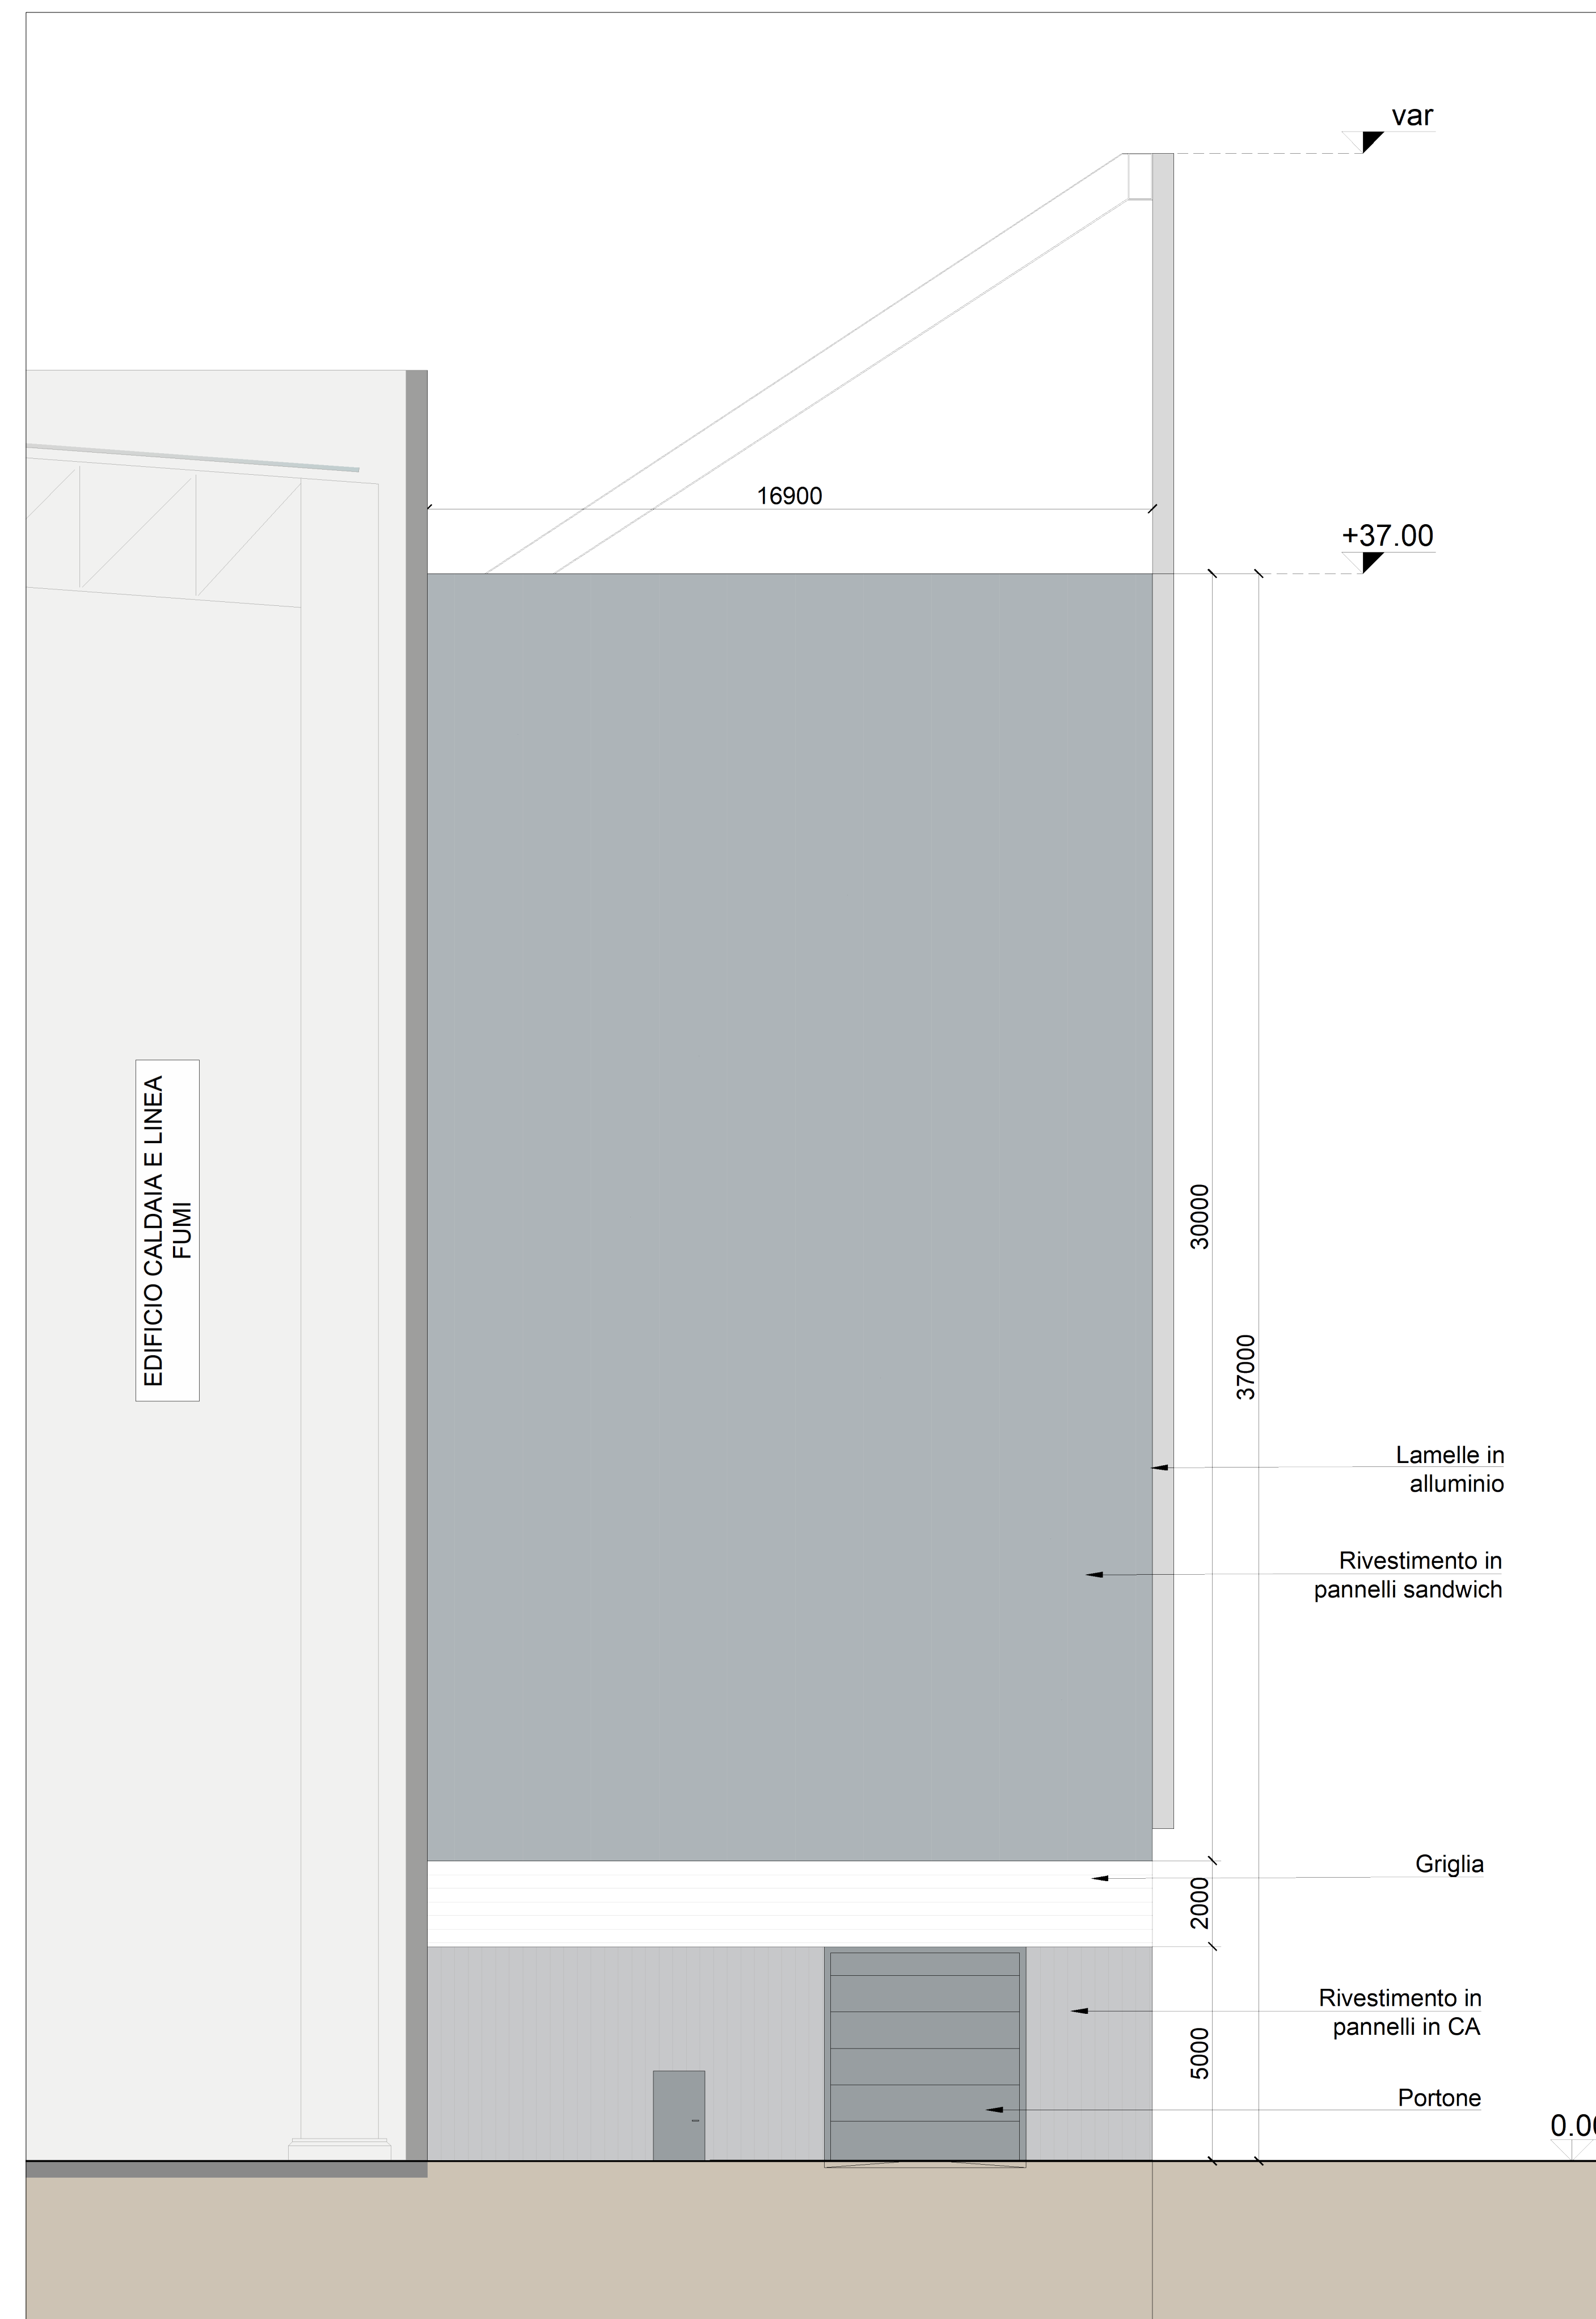 var
16900
+37.00
EDIFICIO CALDAIA E LINEA
FUMI
30000
37000
Lamelle in
alluminio
Rivestimento in
pannelli sandwich
Griglia
2000
Rivestimento in
pannelli in CA
5000
Portone